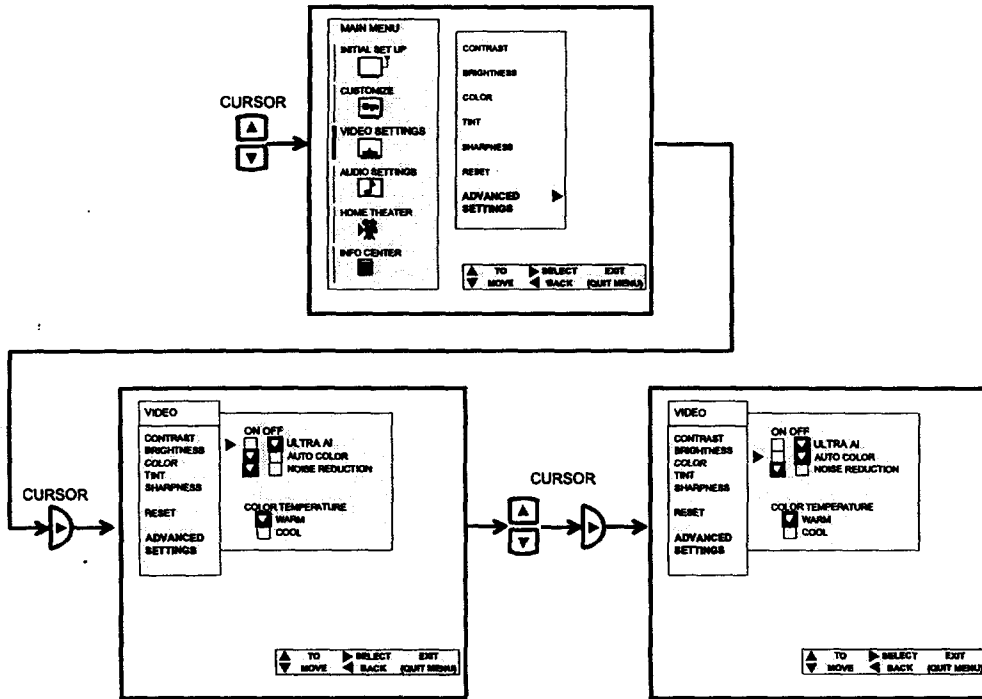 CURSOR
MAIN MENU
INITIAL SET UP
CUSTOMIZE
VIDEO SETTINGS
AUDIO SETTINGS
HOME THEATER
INFO CENTER
CONTRAST
BRIGHTNESS
COLOR
TINT
SHARPNESS
RESET
ADVANCED
SETTINGS
TO SELECT EXIT
MOVE BACK (QUIT MENU)
CURSOR
VIDEO
CONTRAST
BRIGHTNESS
COLOR
TINT
SHARPNESS
RESET
ADVANCED
SETTINGS
ON OFF
ULTRA AI
AUTO COLOR
NOISE REDUCTION
COLOR TEMPERATURE
WARM
COOL
TO SELECT EXIT
MOVE BACK (QUIT MENU)
CURSOR
VIDEO
CONTRAST
BRIGHTNESS
COLOR
TINT
SHARPNESS
RESET
ADVANCED
SETTINGS
ON OFF
ULTRA AI
AUTO COLOR
NOISE REDUCTION
COLOR TEMPERATURE
WARM
COOL
TO SELECT EXIT
MOVE BACK (QUIT MENU)